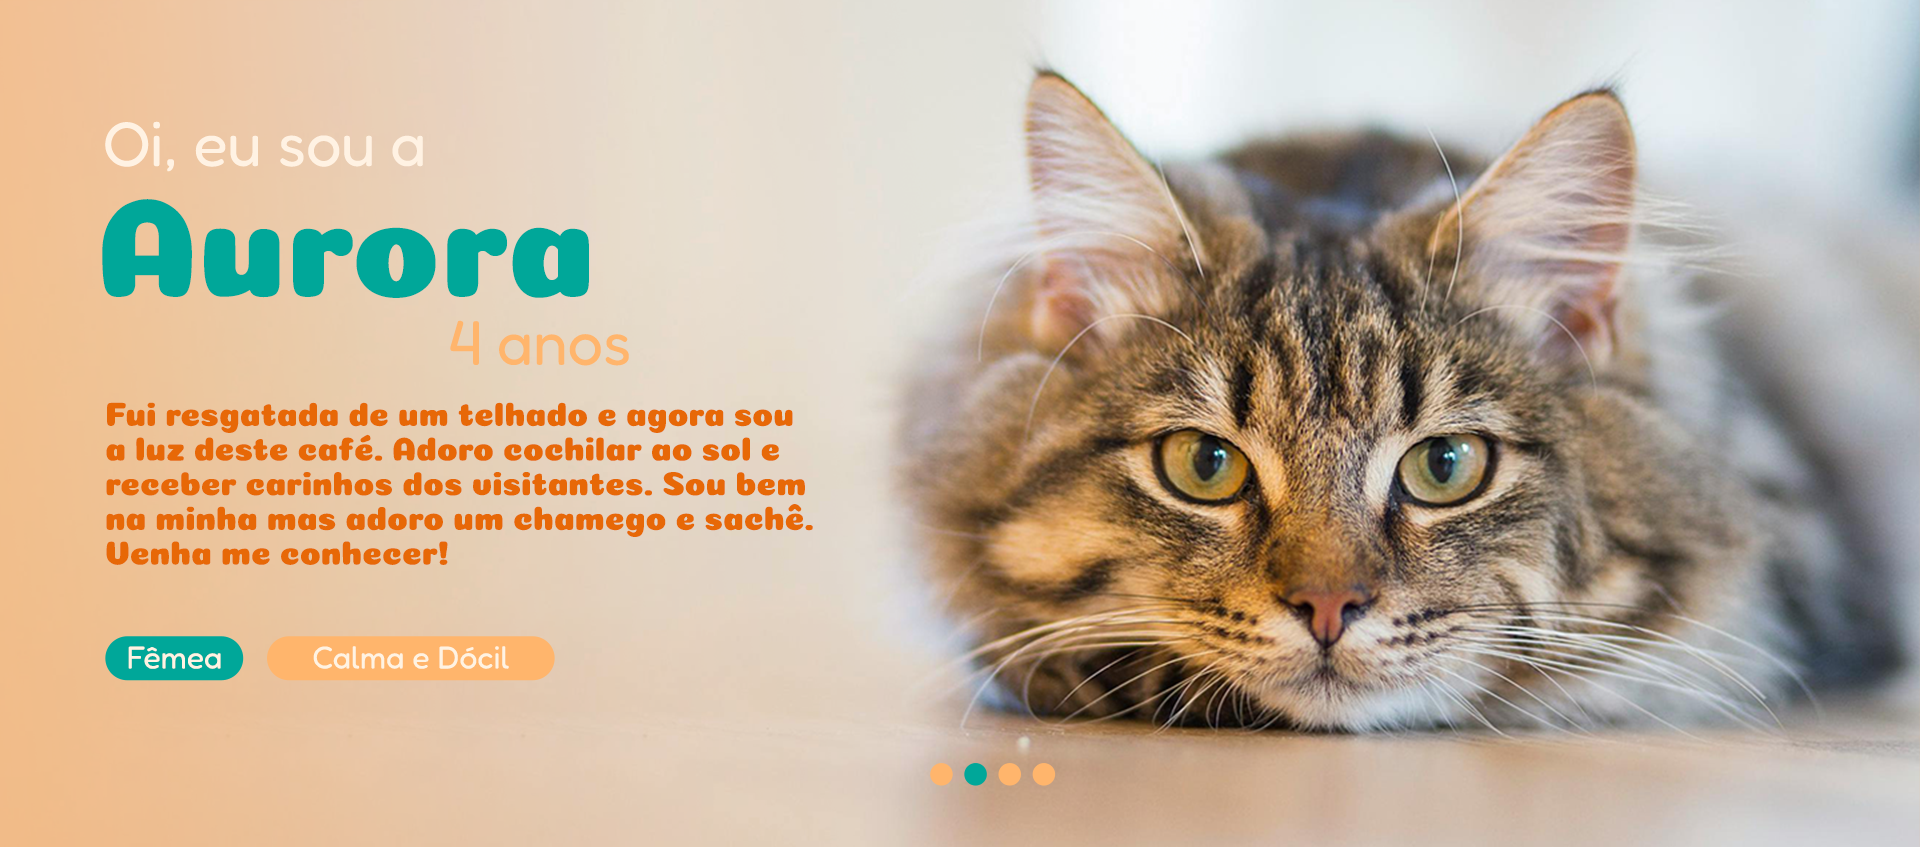 Oi, eu sou a
Aurora
4 anos
Fui resgatada de um telhado e agora sou
a luz deste café. Adoro cochilar ao sol e
receber carinhos dos visitantes. Sou bem
na minha mas adoro um chamego e sachê.
Venha me conhecer!
Fêmea
Calma e Dócil